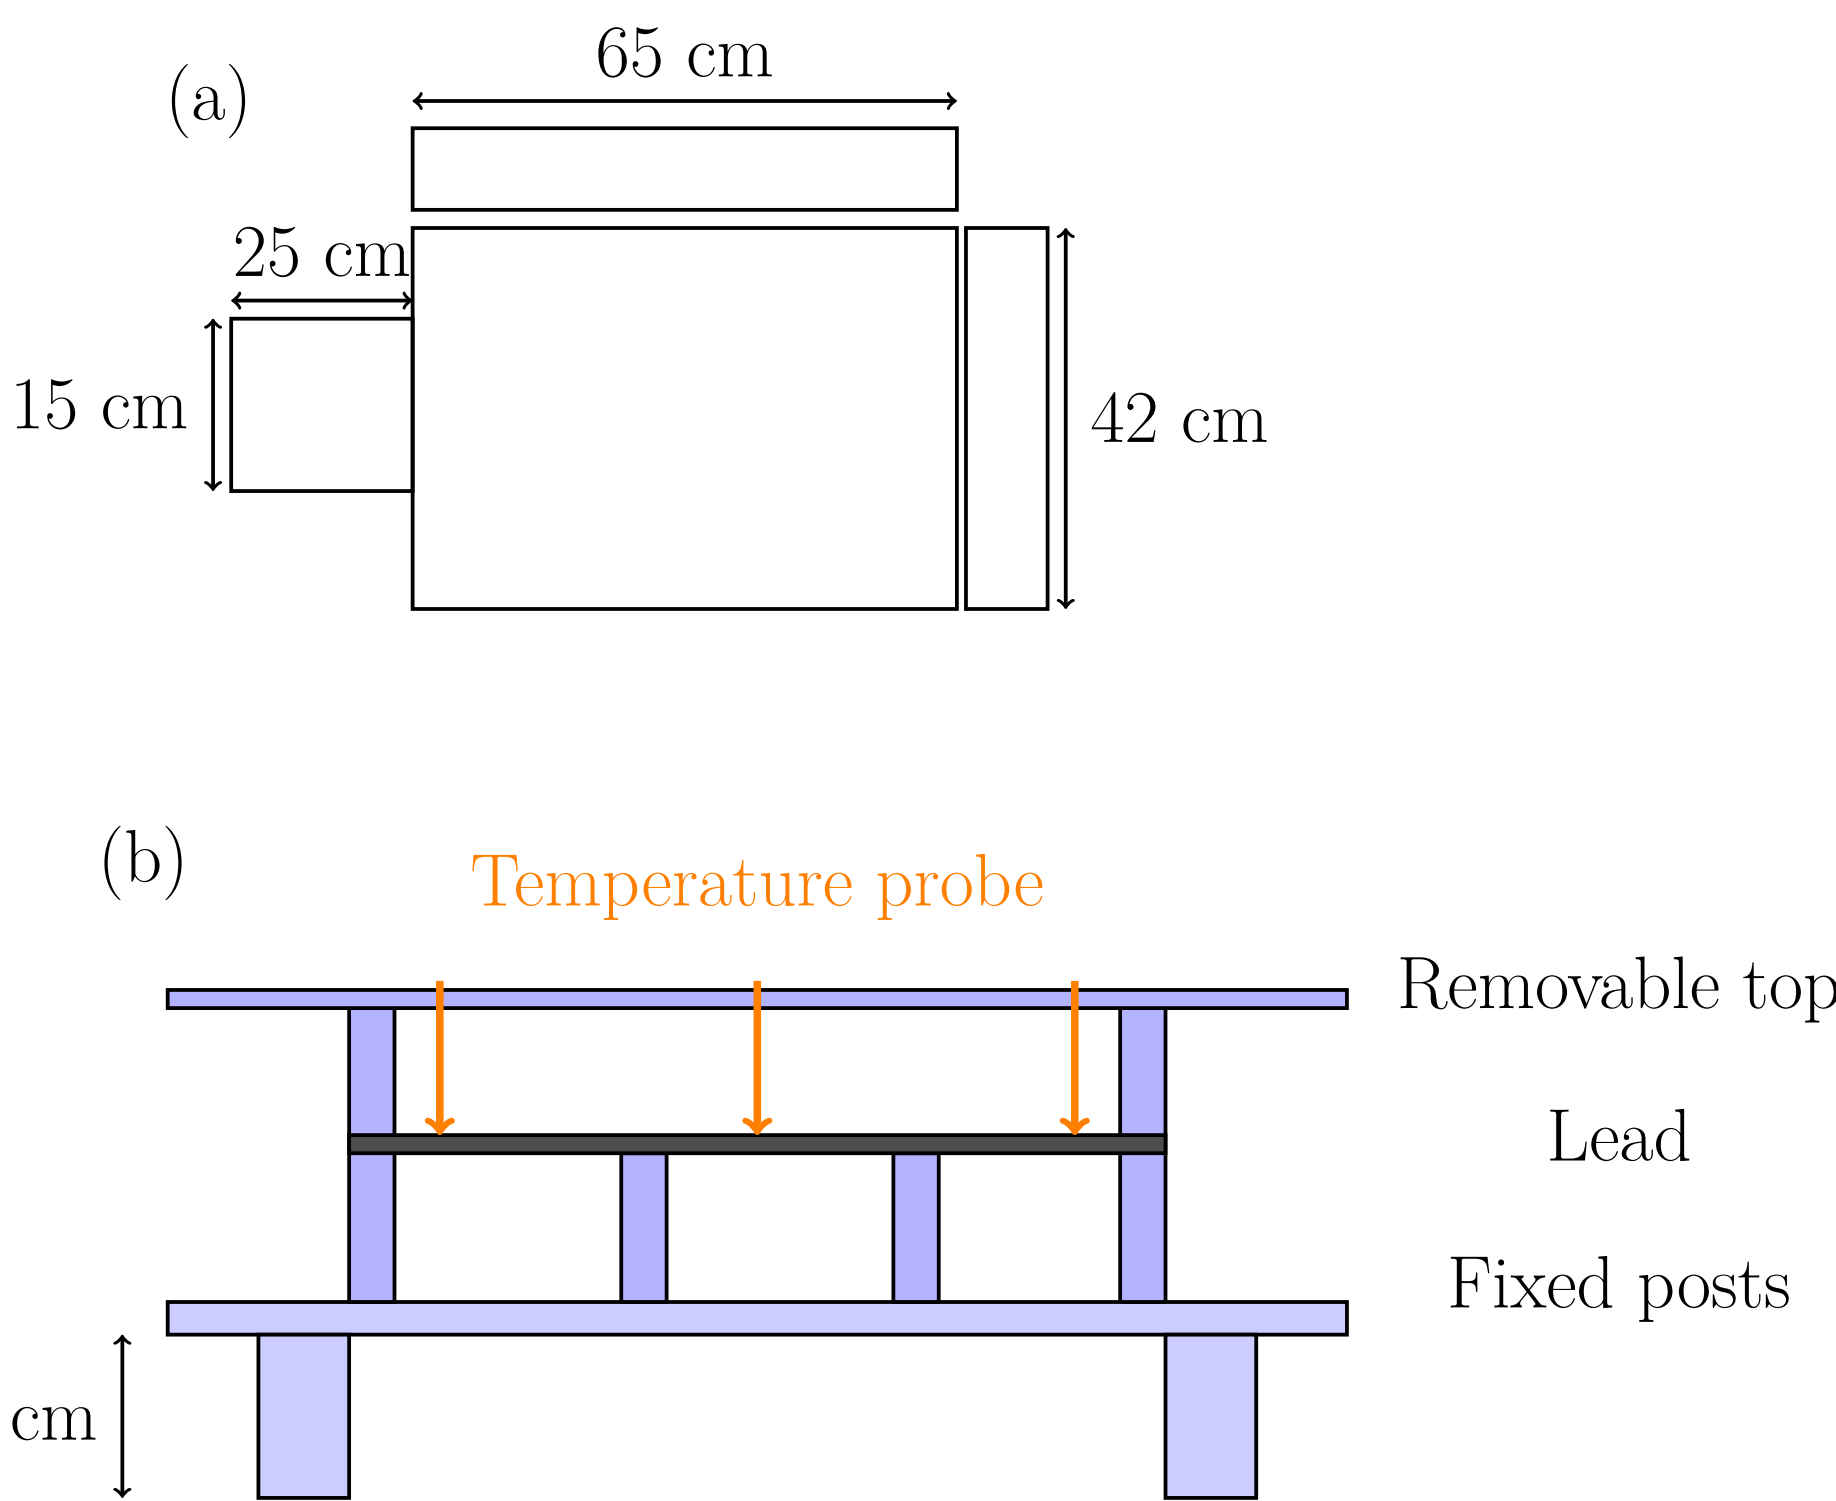 (a)
65 cm
25 cm
15 cm
42 cm
(b)
Temperature probe
Removable top
Lead
Fixed posts
cm